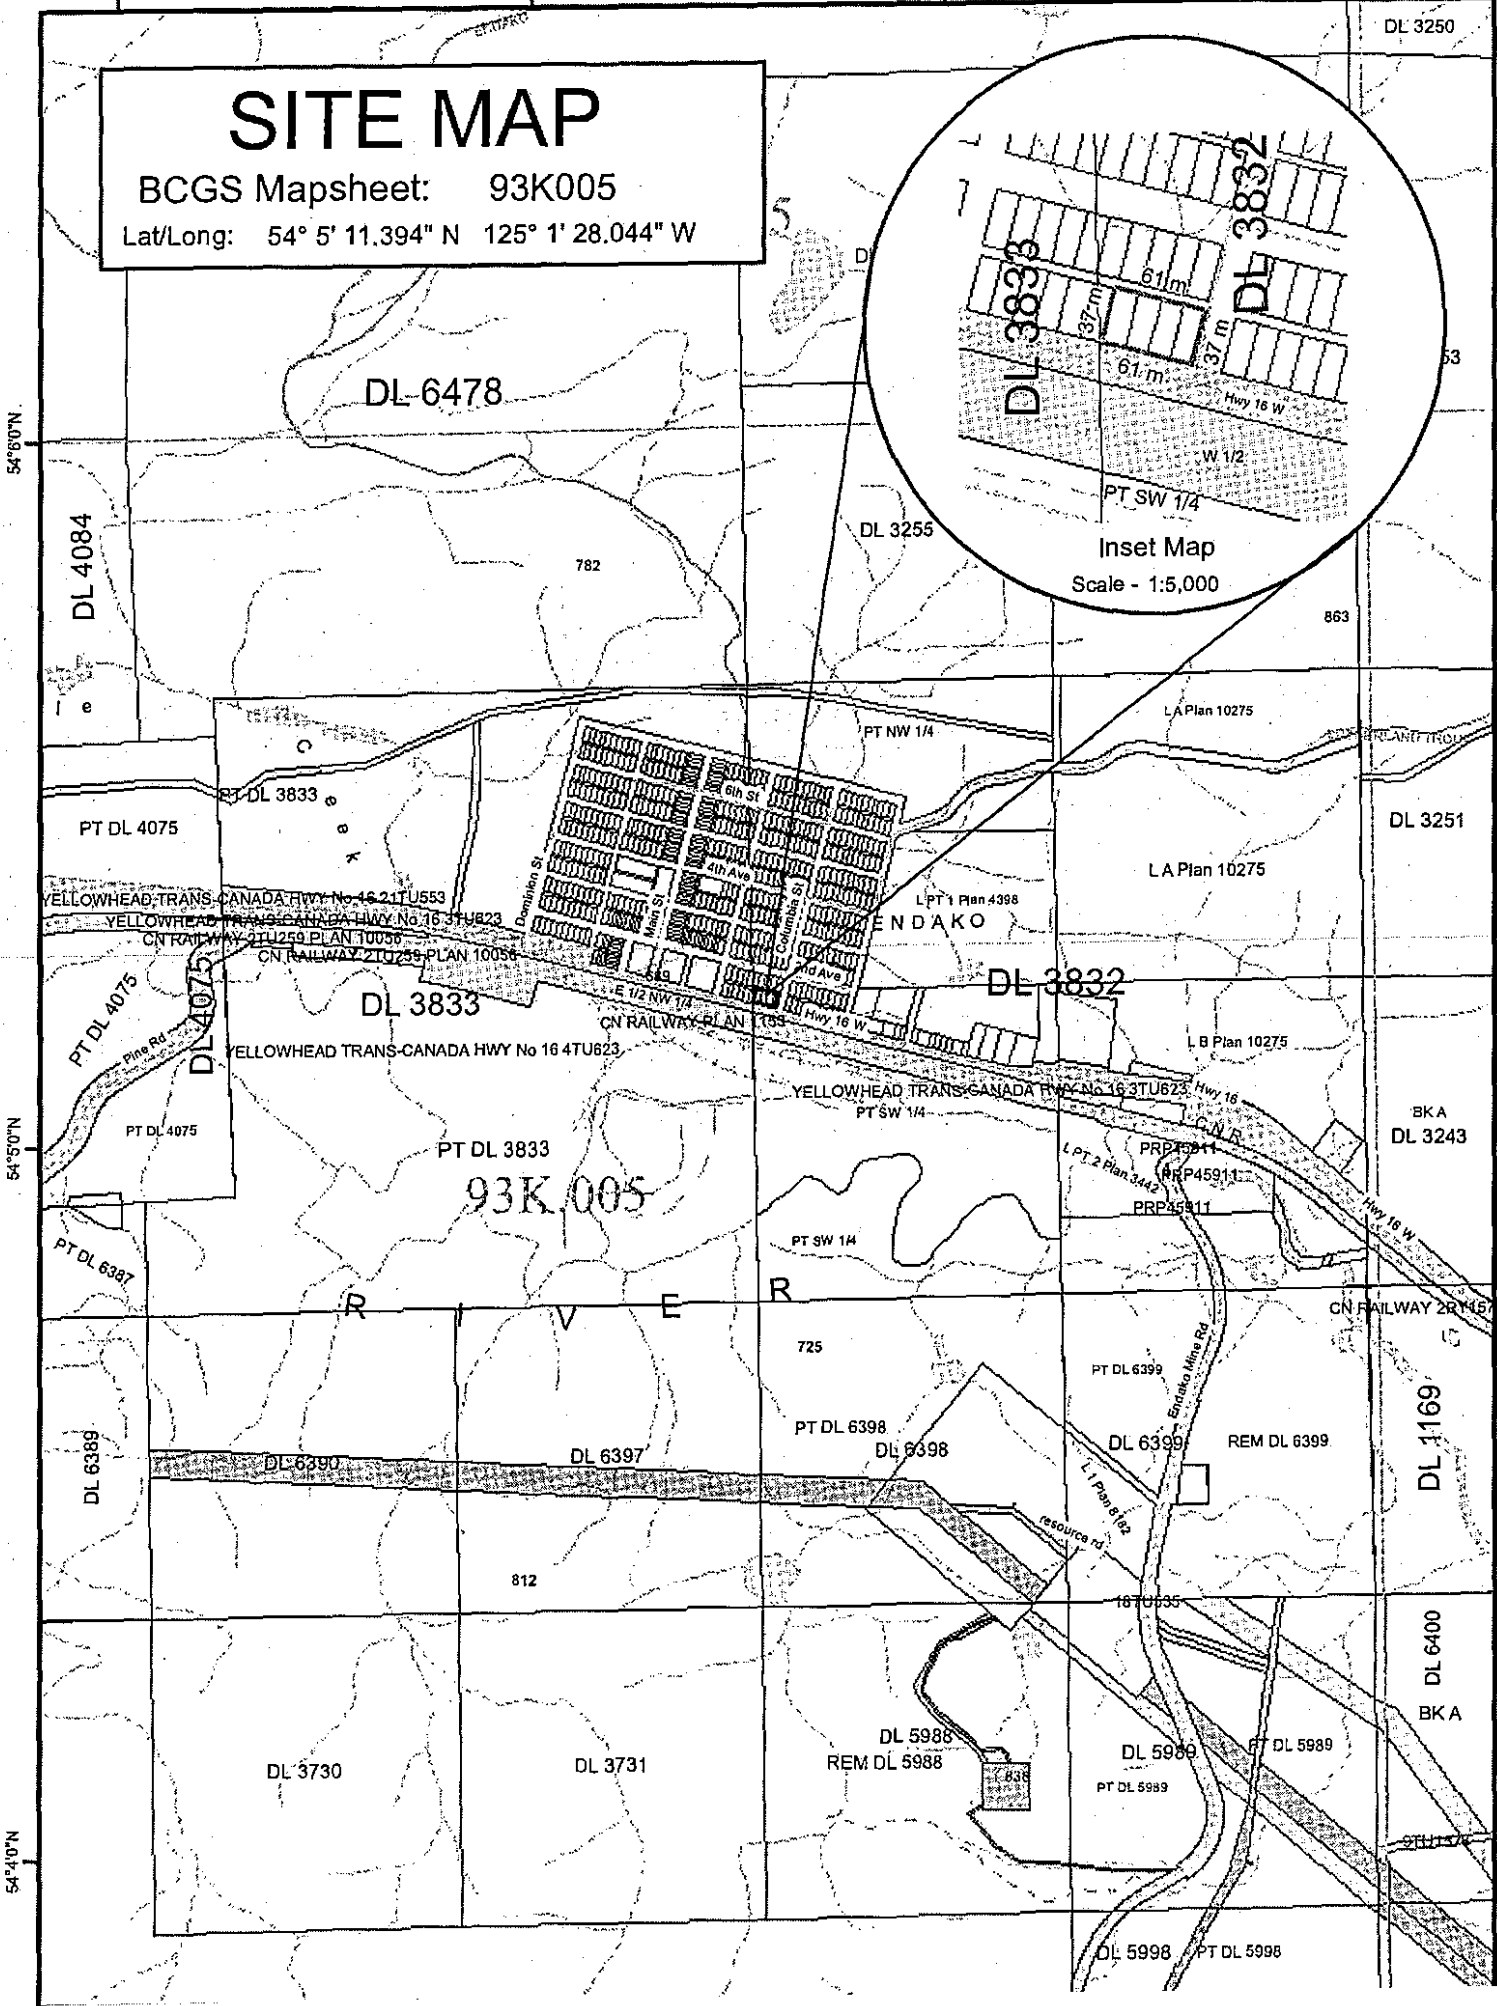 DL 3250
SITE MAP
BCGS Mapsheet: 93K005
Lat/Long: 54° 5' 11.394" N 125° 1' 28.044" W
DL 3832
DL 3833
61 m
37 m
37 m
61 m
Hwy 16 W
W 1/2
PT SW 1/4
Inset Map
Scale - 1:5,000
53
DL 6478
54°6'0"N
DL 4084
DL 3255
782
863
e
L A Plan 10275
PT NW 1/4
C
e
e
k
PT DL 3833
PT DL 4075
6th St
DL 3251
4th Ave
L A Plan 10275
Dominion St
Main St
Columbia St
L PT 1 Plan 4398
ENDAKO
YELLOWHEAD TRANS-CANADA HWY No 16 21TU553
YELLOWHEAD TRANS-CANADA HWY No 16 3TU623
CN RAILWAY 2TU259 PLAN 10056
CN RAILWAY 2TU259 PLAN 10056
nd Ave
DL 3832
PT DL 4075
DL 4075
DL 3833
E 1/2 NW 1/4
CN RAILWAY PLAN 1153
Hwy 16 W
Pine Rd
YELLOWHEAD TRANS-CANADA HWY No 16 4TU623
L B Plan 10275
YELLOWHEAD TRANS-CANADA HWY No 16 3TU623
Hwy 16
PT SW 1/4
BK A
DL 3243
PT DL 4075
54°5'0"N
PT DL 3833
C.N.R.
PRP45911
L PT 2 Plan 3442
PRP45911
PRP45911
93K.005
Hwy 16 W
PT SW 1/4
PT DL 6387
R I V E R
CN RAILWAY 2RY157
725
PT DL 6399
Endako Mine Rd
DL 1169
PT DL 6398
DL 6398
DL 6399
REM DL 6399
DL 6389
DL 6390
DL 6397
L 1 Plan 8182
resource rd
812
18TU535
DL 6400
BK A
DL 5988
REM DL 5988
DL 5989
PT DL 5989
PT DL 5989
DL 3730
DL 3731
L 838
54°4'0"N
DL 5998
PT DL 5998